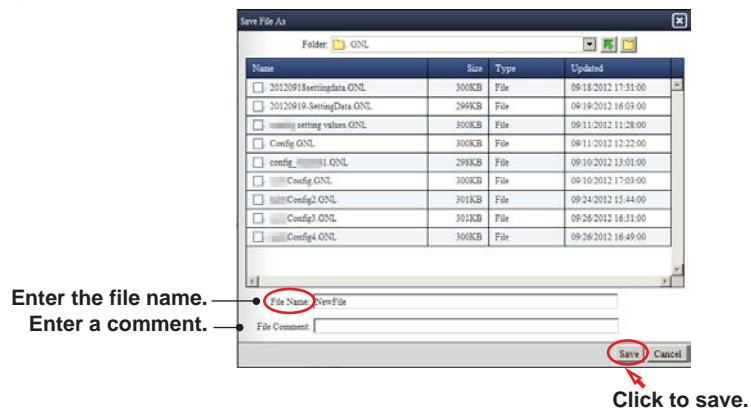 Save File As
Folder: GNL
Name Size Type Updated
20120918settingdata.GNL 300KB File 09/18/2012 17:31:00
20120919-SettingData.GNL 299KB File 09/19/2012 16:03:00
setting values.GNL 300KB File 09/11/2012 11:28:00
Config.GNL 300KB File 09/11/2012 12:22:00
config_ 1.GNL 298KB File 09/10/2012 13:01:00
Config.GNL 300KB File 09/10/2012 17:03:00
Config2.GNL 301KB File 09/24/2012 15:44:00
Config3.GNL 301KB File 09/26/2012 16:31:00
Config4.GNL 300KB File 09/26/2012 16:49:00
Enter the file name. File Name: NewFile
Enter a comment. File Comment:
Save Cancel
Click to save.